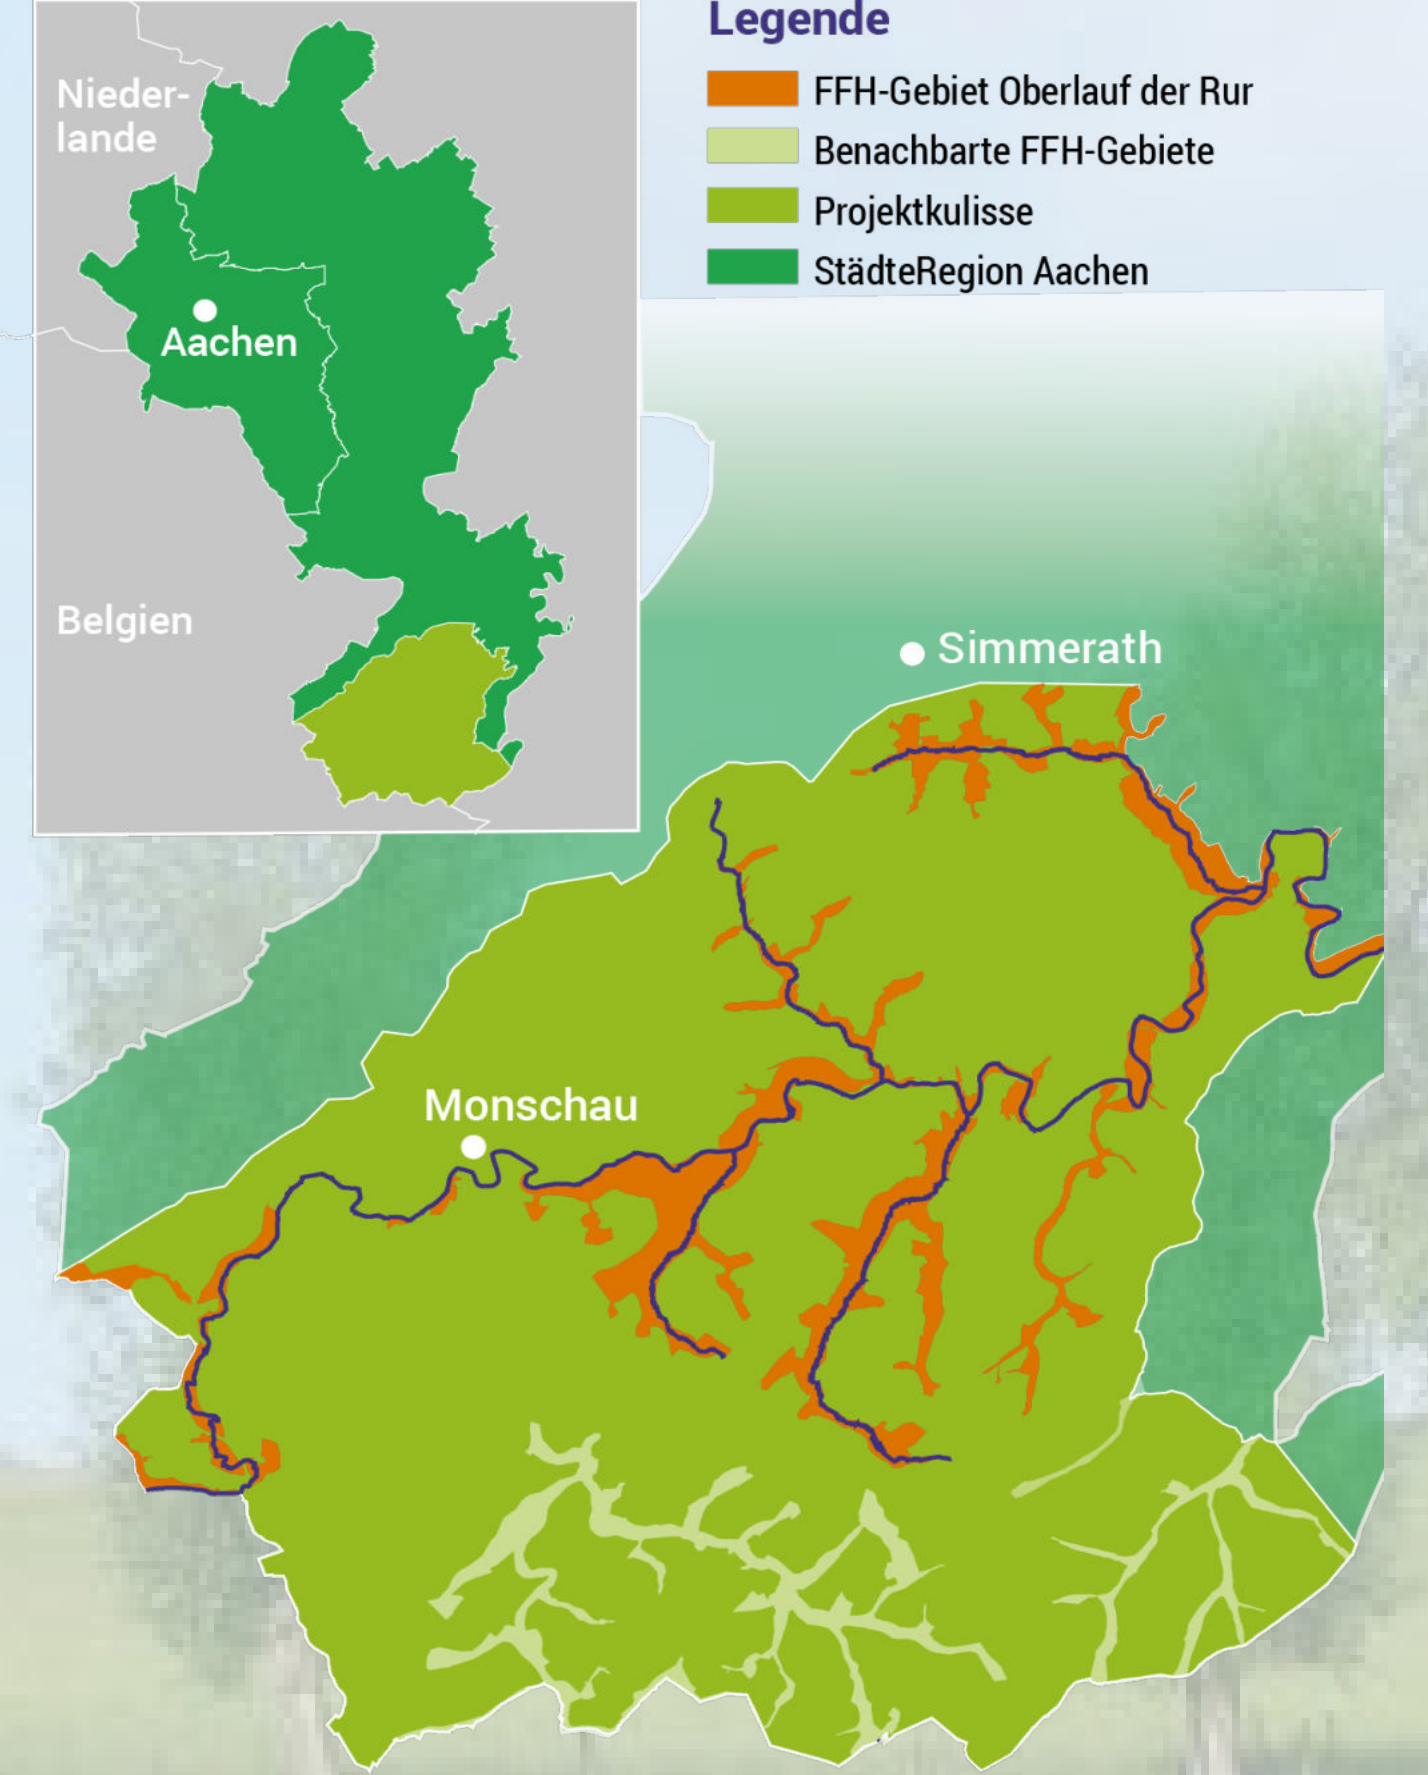 Legende
FFH-Gebiet Oberlauf der Rur
Benachbarte FFH-Gebiete
Projektkulisse
StädteRegion Aachen
Nieder-
lande
Aachen
Belgien
Simmerath
Monschau